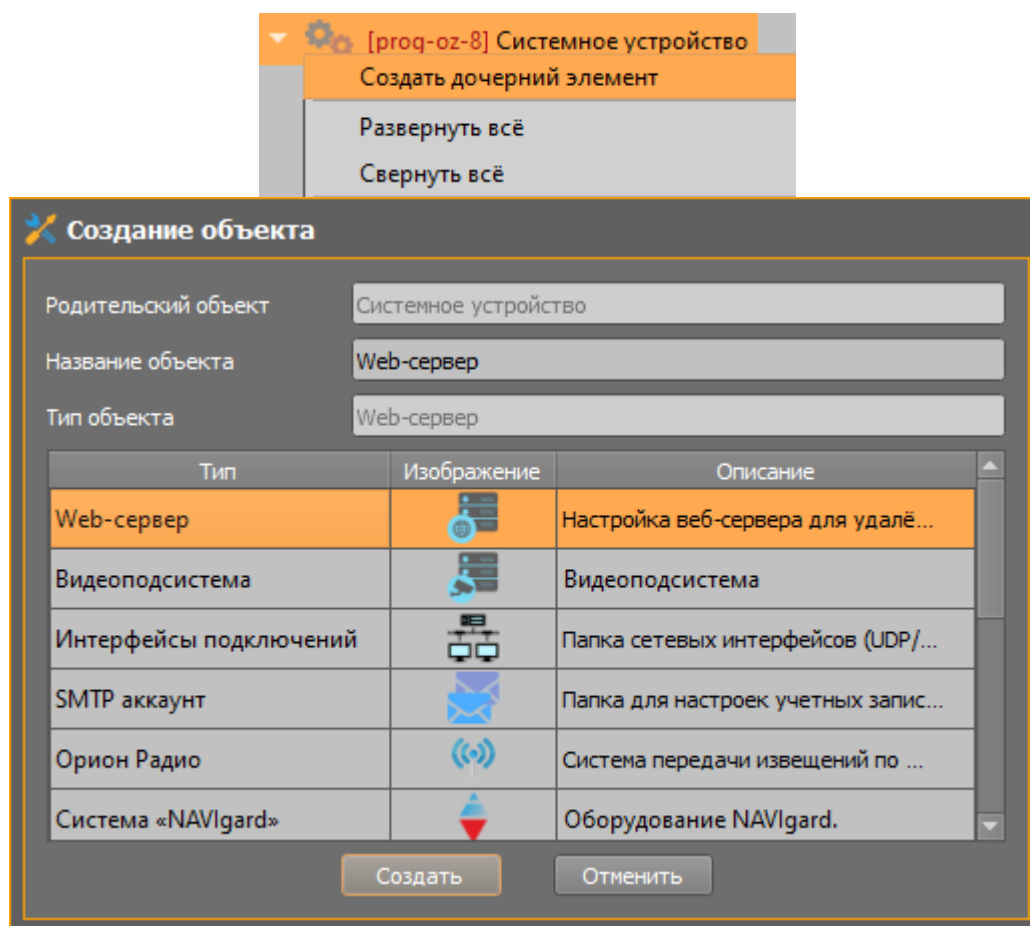 [proq-oz-8] Системное устройство
Создать дочерний элемент
Развернуть всё
Свернуть всё
Создание объекта
Родительский объект Системное устройство
Название объекта Web-сервер
Тип объекта Web-сервер
Тип Изображение Описание
Web-сервер Настройка веб-сервера для удалё...
Видеоподсистема Видеоподсистема
Интерфейсы подключений Папка сетевых интерфейсов (UDP/...
SMTP аккаунт Папка для настроек учетных запис...
Орион Радио Система передачи извещений по ...
Система «NAVIgard» Оборудование NAVIgard.
Создать Отменить